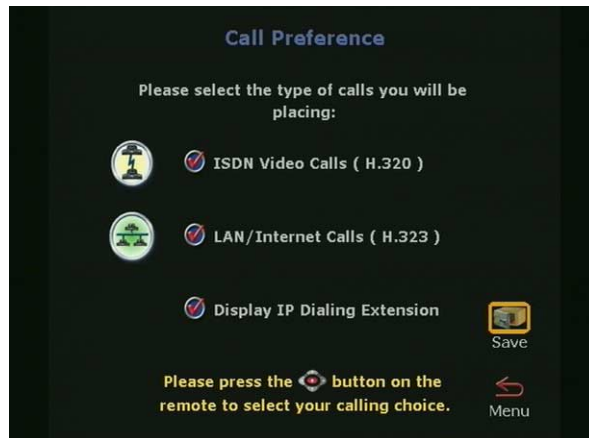 Call Preference
Please select the type of calls you will be
placing:
ISDN Video Calls ( H.320 )
LAN/Internet Calls ( H.323 )
Display IP Dialing Extension
Save
Please press the button on the
remote to select your calling choice.
Menu